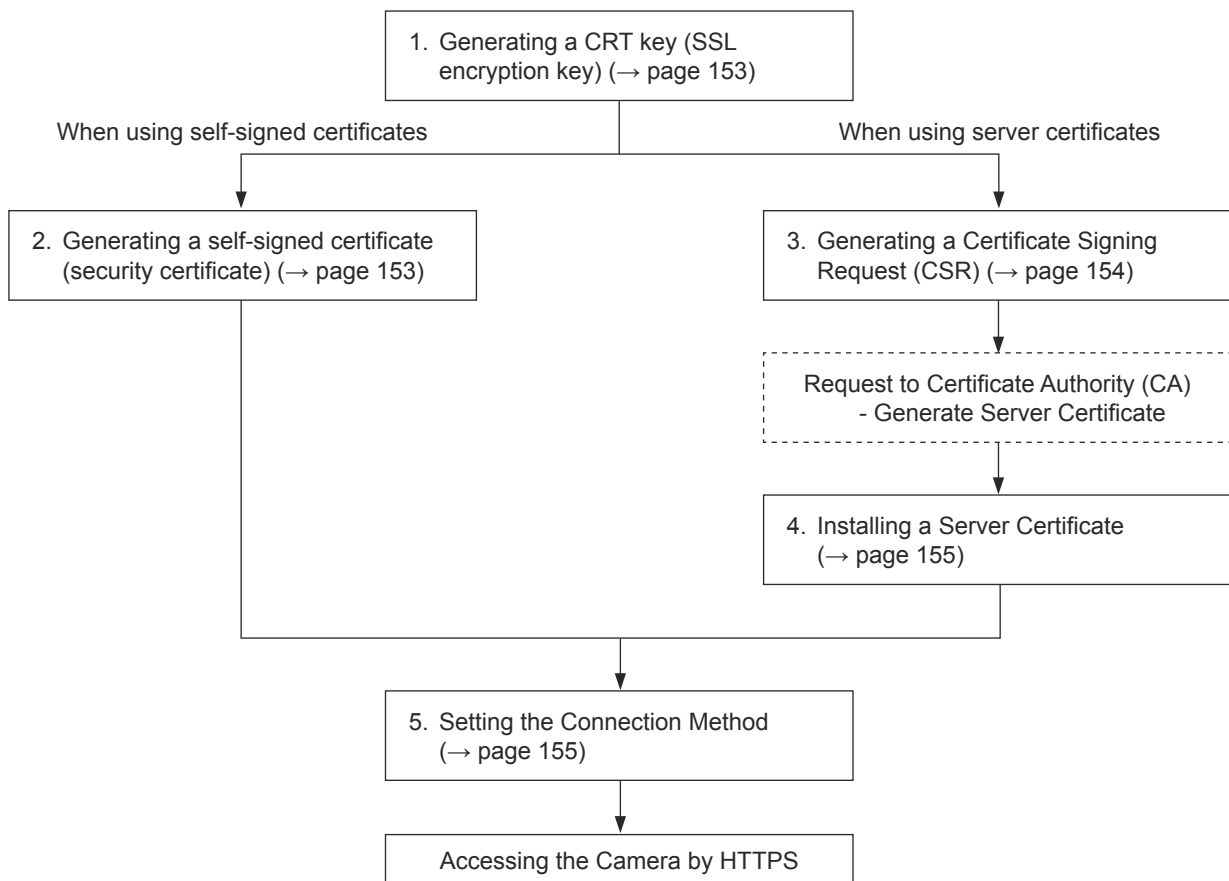 1. Generating a CRT key (SSL
encryption key) (→ page 153)
When using self-signed certificates
When using server certificates
2. Generating a self-signed certificate
(security certificate) (→ page 153)
3. Generating a Certificate Signing
Request (CSR) (→ page 154)
Request to Certificate Authority (CA)
- Generate Server Certificate
4. Installing a Server Certificate
(→ page 155)
5. Setting the Connection Method
(→ page 155)
Accessing the Camera by HTTPS